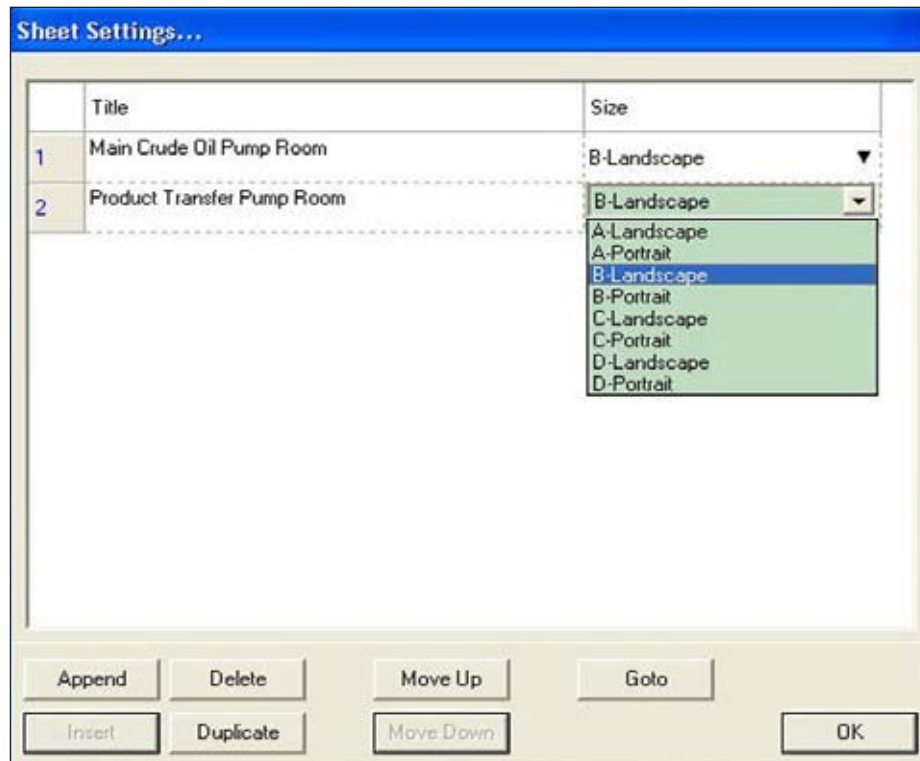 Sheet Settings...
Title Size
1 Main Crude Oil Pump Room B-Landscape
2 Product Transfer Pump Room B-Landscape
A-Landscape
A-Portrait
B-Landscape
B-Portrait
C-Landscape
C-Portrait
D-Landscape
D-Portrait
Append Delete Move Up Goto
Insert Duplicate Move Down OK